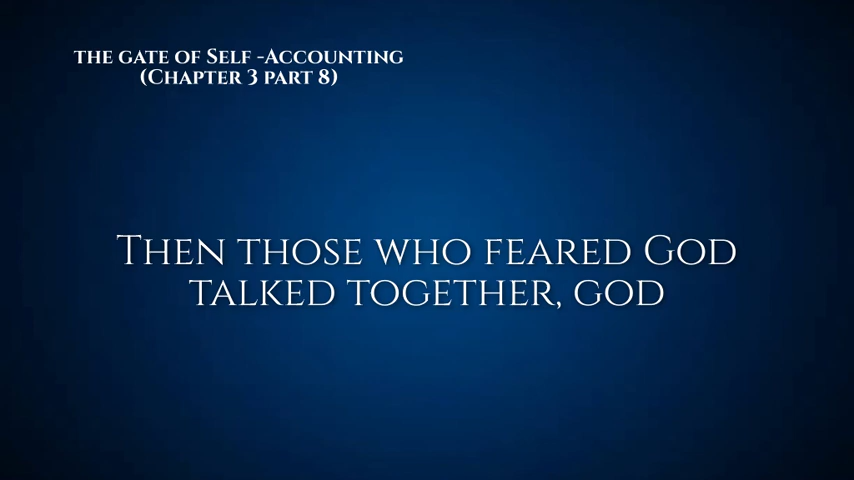 the gate of Self -Accounting
(Chapter 3 part 8)
Then those who feared God
talked together, god